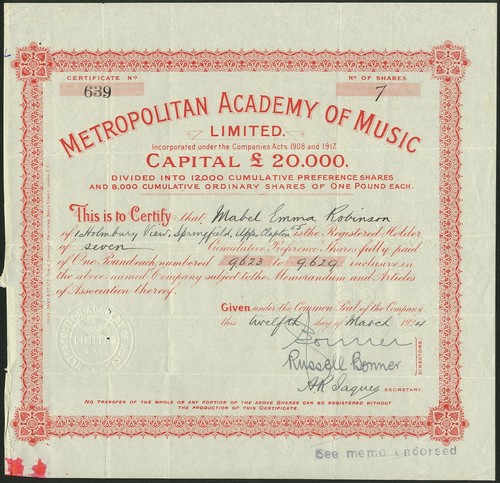 CERTIFICATE No
639
No OF SHARES
7
METROPOLITAN ACADEMY OF MUSIC
LIMITED.
Incorporated under the Companies Acts, 1908 and 1917.
CAPITAL £ 20.000.
DIVIDED INTO 12,000 CUMULATIVE PREFERENCE SHARES
AND 8,000 CUMULATIVE ORDINARY SHARES OF ONE POUND EACH.
This is to Certify that Mabel Emma Robinson
of 1 Holmbury View, Springfield, Upper Clapton is the Registered Holder
of seven Cumulative Preference Shares fully paid
of One Pound each, numbered 9623 to 9629 inclusive in
the above-named Company subject to the Memorandum and Articles
of Association thereof.
Given under the Common Seal of the Company
this twelfth day of March 1924
Bonner
Russell Bonner
DIRECTORS.
SECRETARY.
NO TRANSFER OF THE WHOLE OR ANY PORTION OF THE ABOVE SHARES CAN BE REGISTERED WITHOUT
THE PRODUCTION OF THIS CERTIFICATE.
See memo endorsed